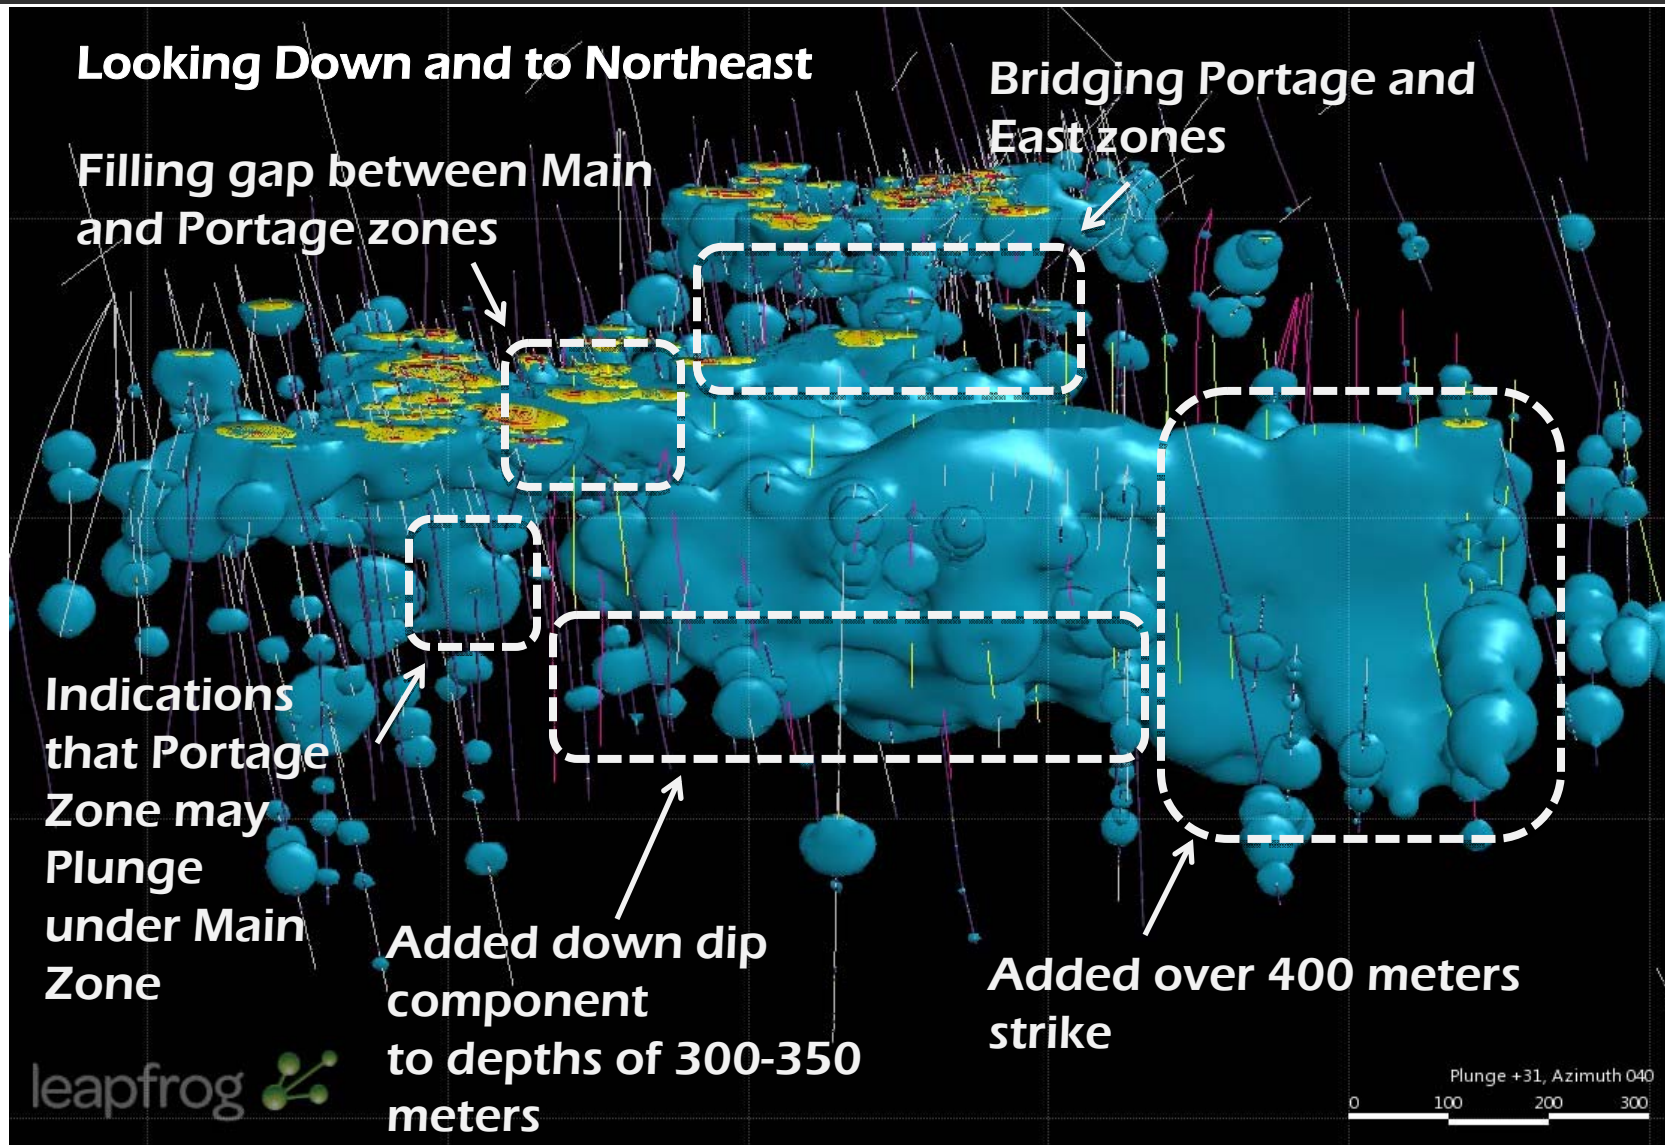 Looking Down and to Northeast
Bridging Portage and
East zones
Filling gap between Main
and Portage zones
Indications
that Portage
Zone may
Plunge
under Main
Zone
Added down dip
component
to depths of 300-350
meters
Added over 400 meters
strike
leapfrog
Plunge +31, Azimuth 040
0 100 200 300